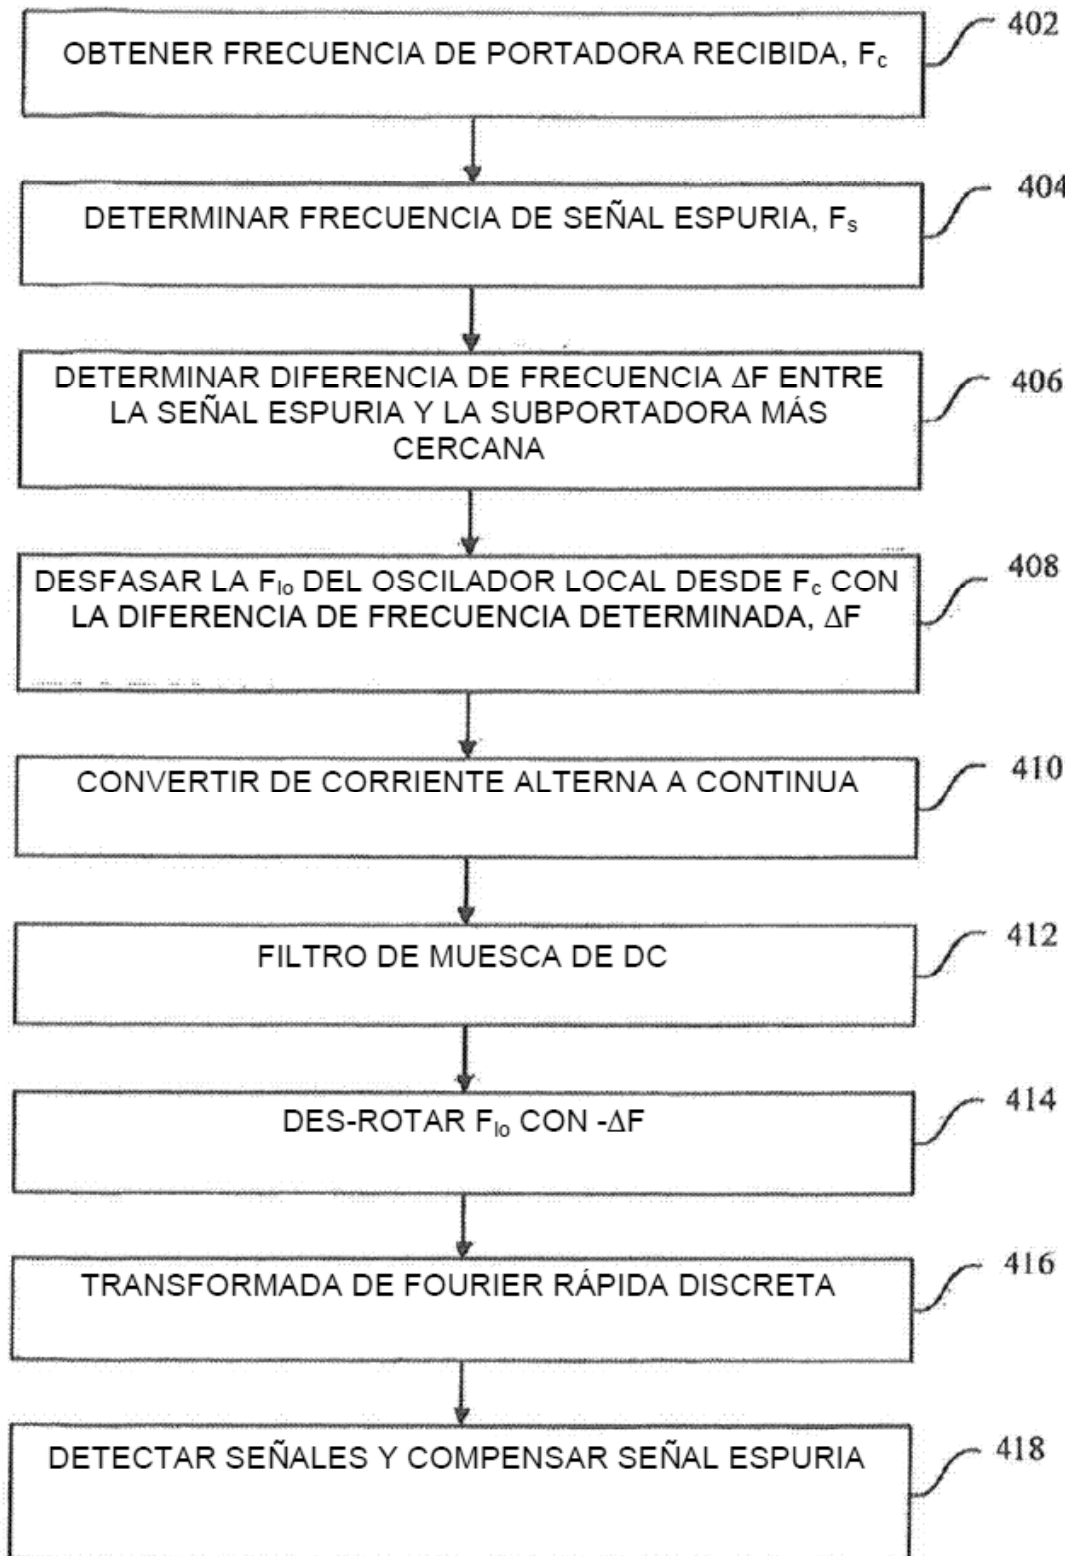 402
OBTENER FRECUENCIA DE PORTADORA RECIBIDA, Fc
404
DETERMINAR FRECUENCIA DE SEÑAL ESPURIA, Fs
406
DETERMINAR DIFERENCIA DE FRECUENCIA ΔF ENTRE
LA SEÑAL ESPURIA Y LA SUBPORTADORA MÁS
CERCANA
408
DESFASAR LA Flo DEL OSCILADOR LOCAL DESDE Fc CON
LA DIFERENCIA DE FRECUENCIA DETERMINADA, ΔF
410
CONVERTIR DE CORRIENTE ALTERNA A CONTINUA
412
FILTRO DE MUESCA DE DC
414
DES-ROTAR Flo CON -ΔF
416
TRANSFORMADA DE FOURIER RÁPIDA DISCRETA
418
DETECTAR SEÑALES Y COMPENSAR SEÑAL ESPURIA